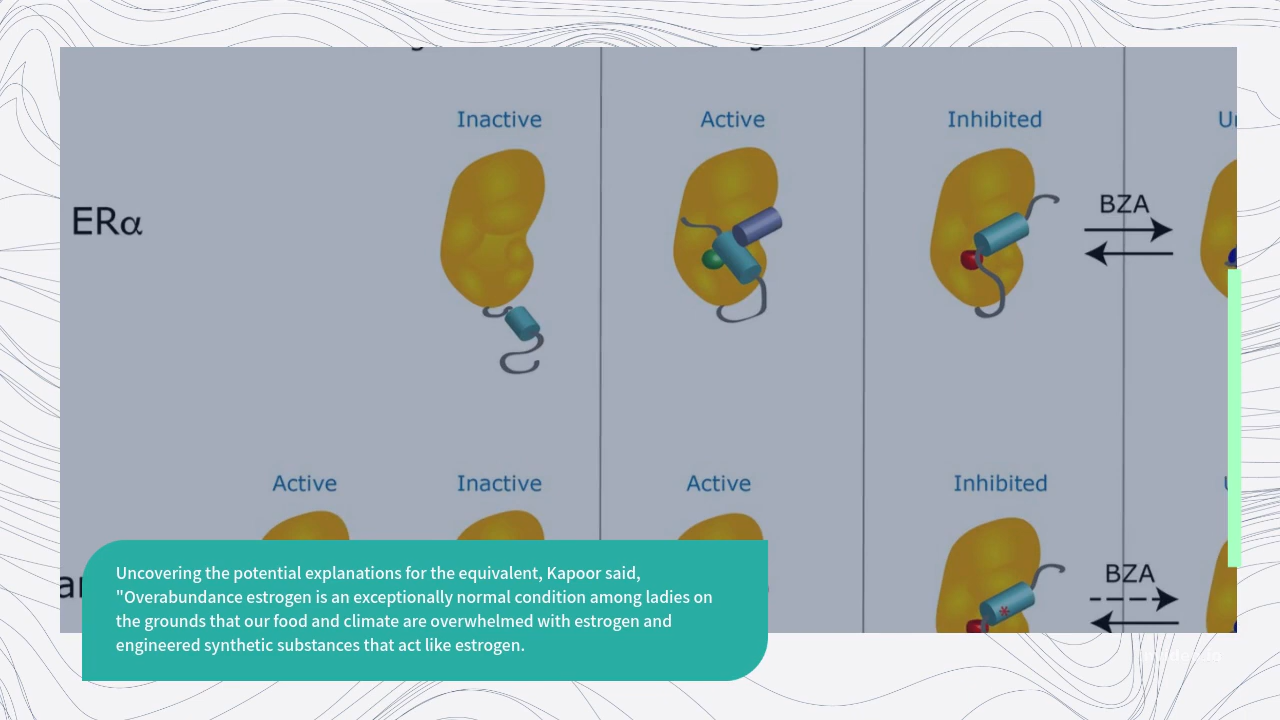 Inactive
Active
Inhibited
ERα
BZA
Active
Inactive
Active
Inhibited
BZA
Uncovering the potential explanations for the equivalent, Kapoor said,
"Overabundance estrogen is an exceptionally normal condition among ladies on
the grounds that our food and climate are overwhelmed with estrogen and
engineered synthetic substances that act like estrogen.